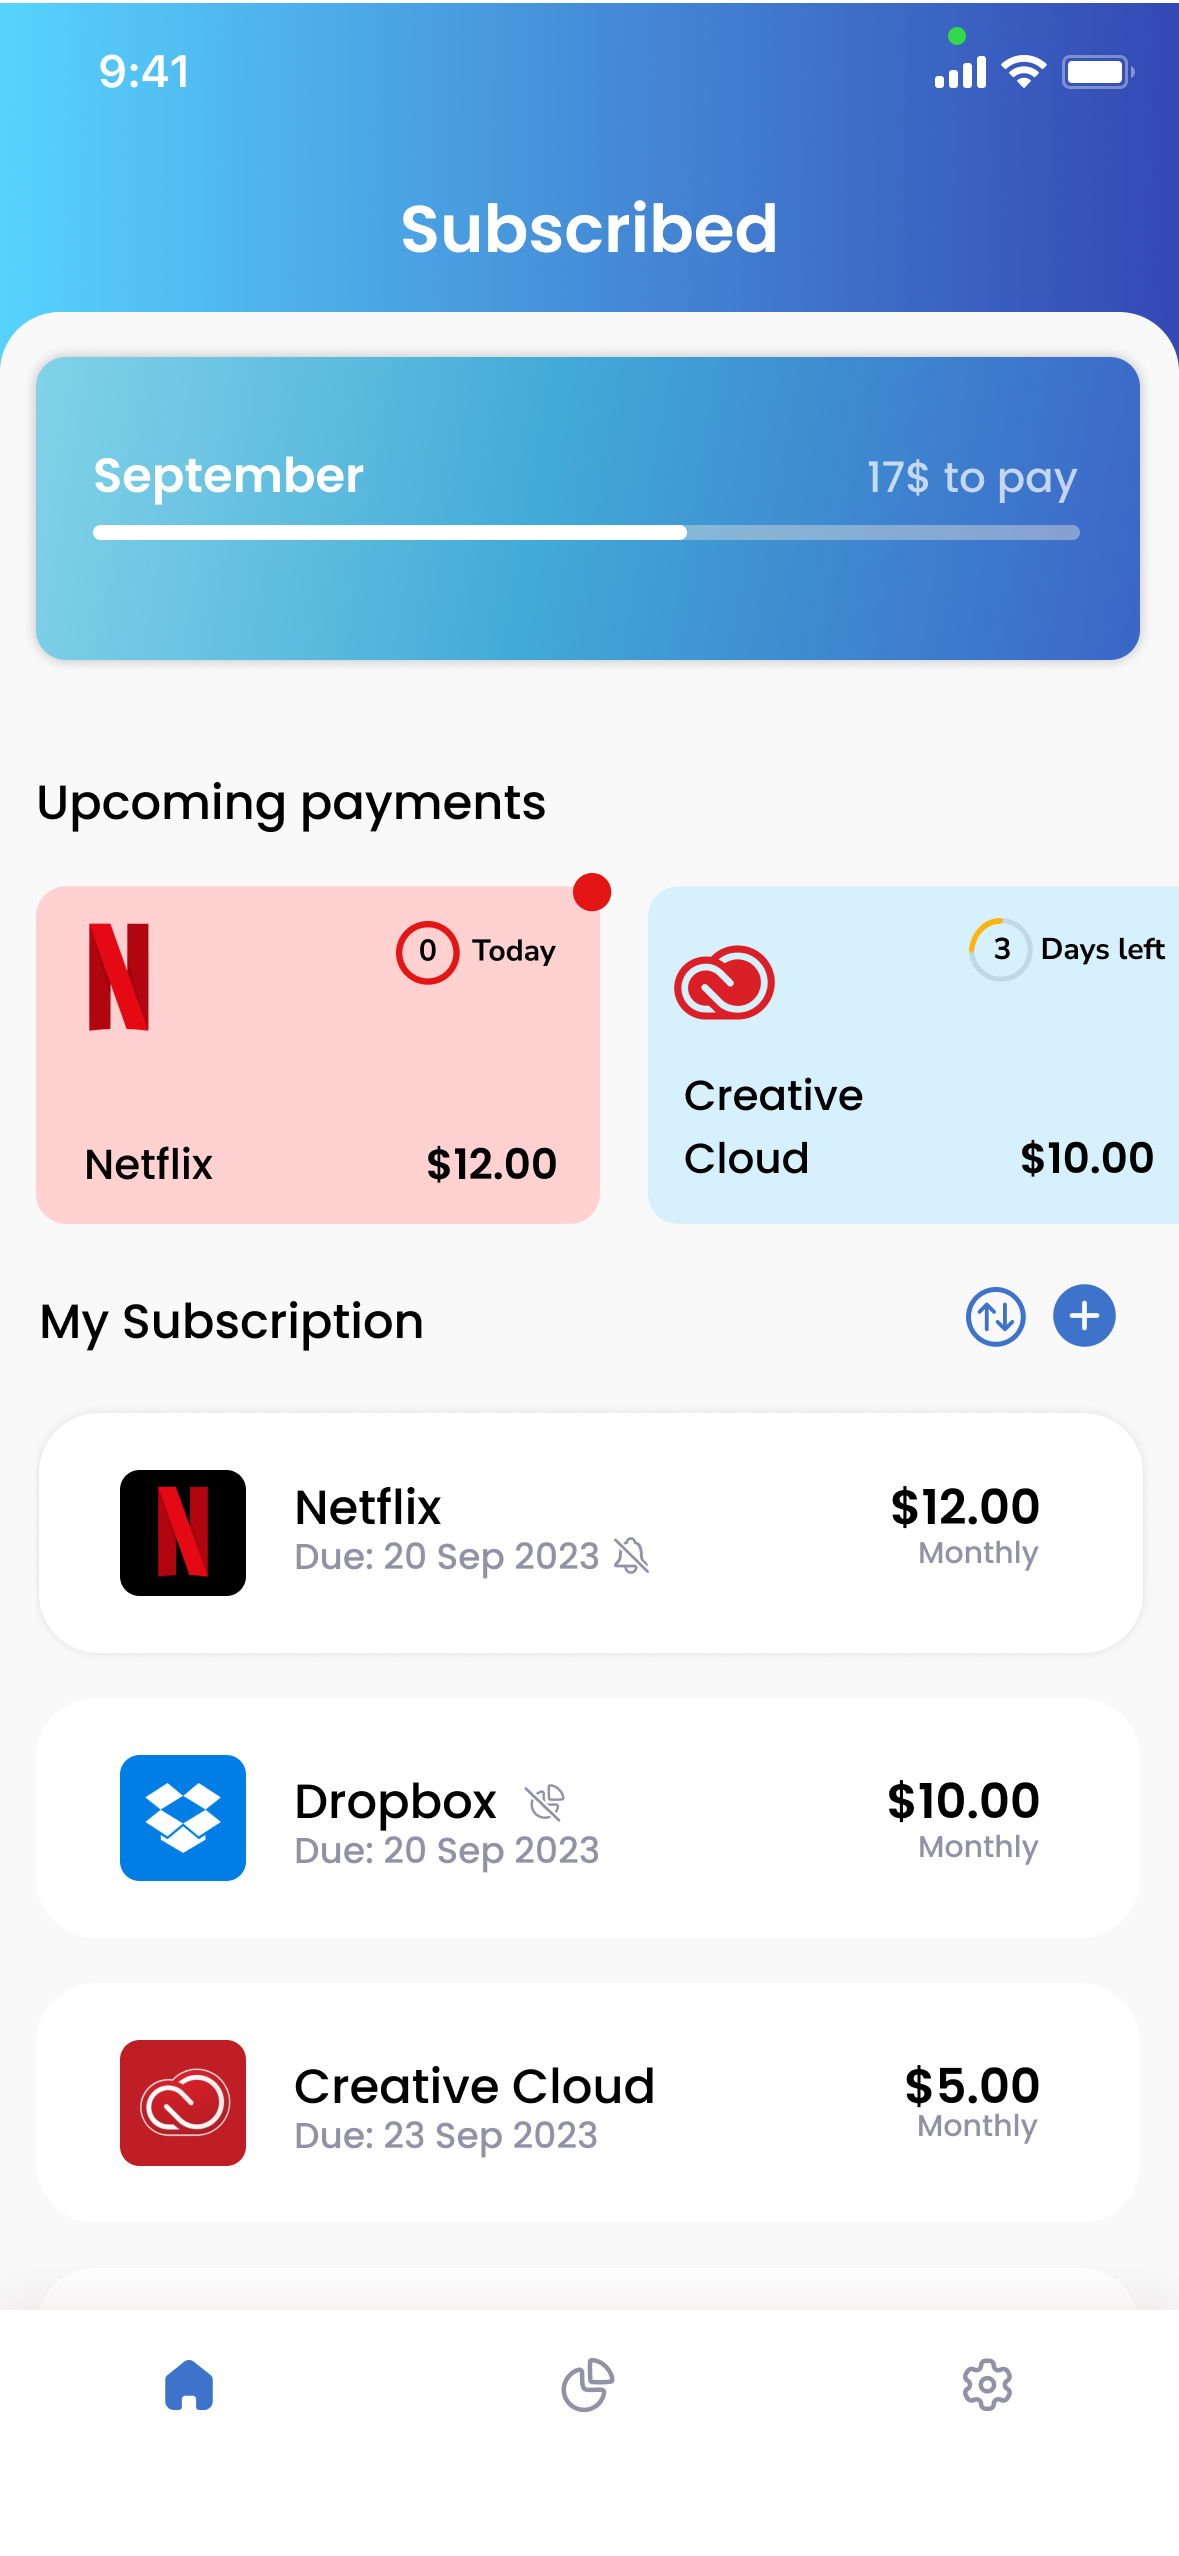 9:41
Subscribed
September
17$ to pay
Upcoming payments
0 Today
Netflix
$12.00
3 Days left
Creative
Cloud
$10.00
My Subscription
Netflix
$12.00
Due: 20 Sep 2023
Monthly
Dropbox
$10.00
Due: 20 Sep 2023
Monthly
Creative Cloud
$5.00
Due: 23 Sep 2023
Monthly